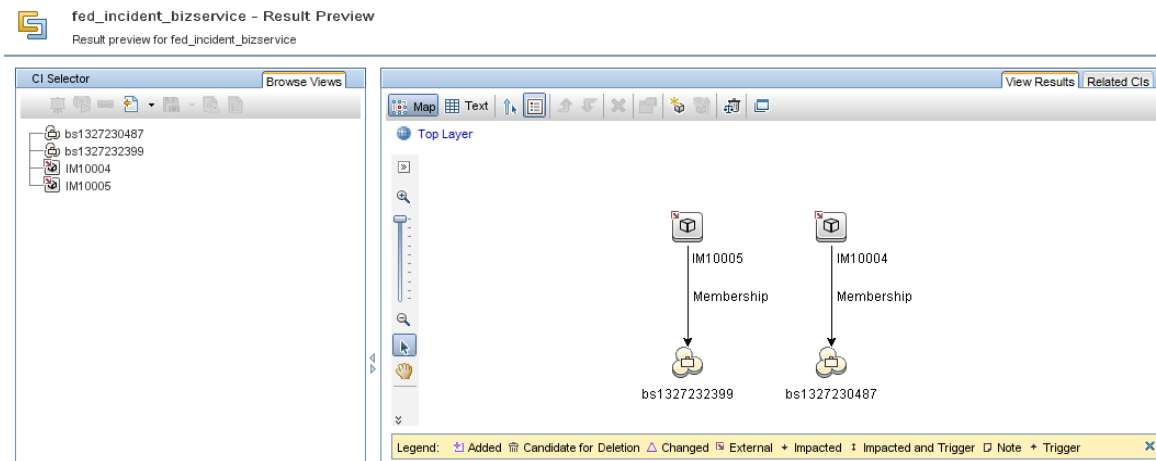 fed_incident_bizservice - Result Preview
Result preview for fed_incident_bizservice
CI Selector
Browse Views
bs1327230487
bs1327232399
IM10004
IM10005
View Results Related CIs
Map Text
Top Layer
IM10005 IM10004
Membership Membership
bs1327232399 bs1327230487
Legend: Added Candidate for Deletion Changed External Impacted Impacted and Trigger Note Trigger